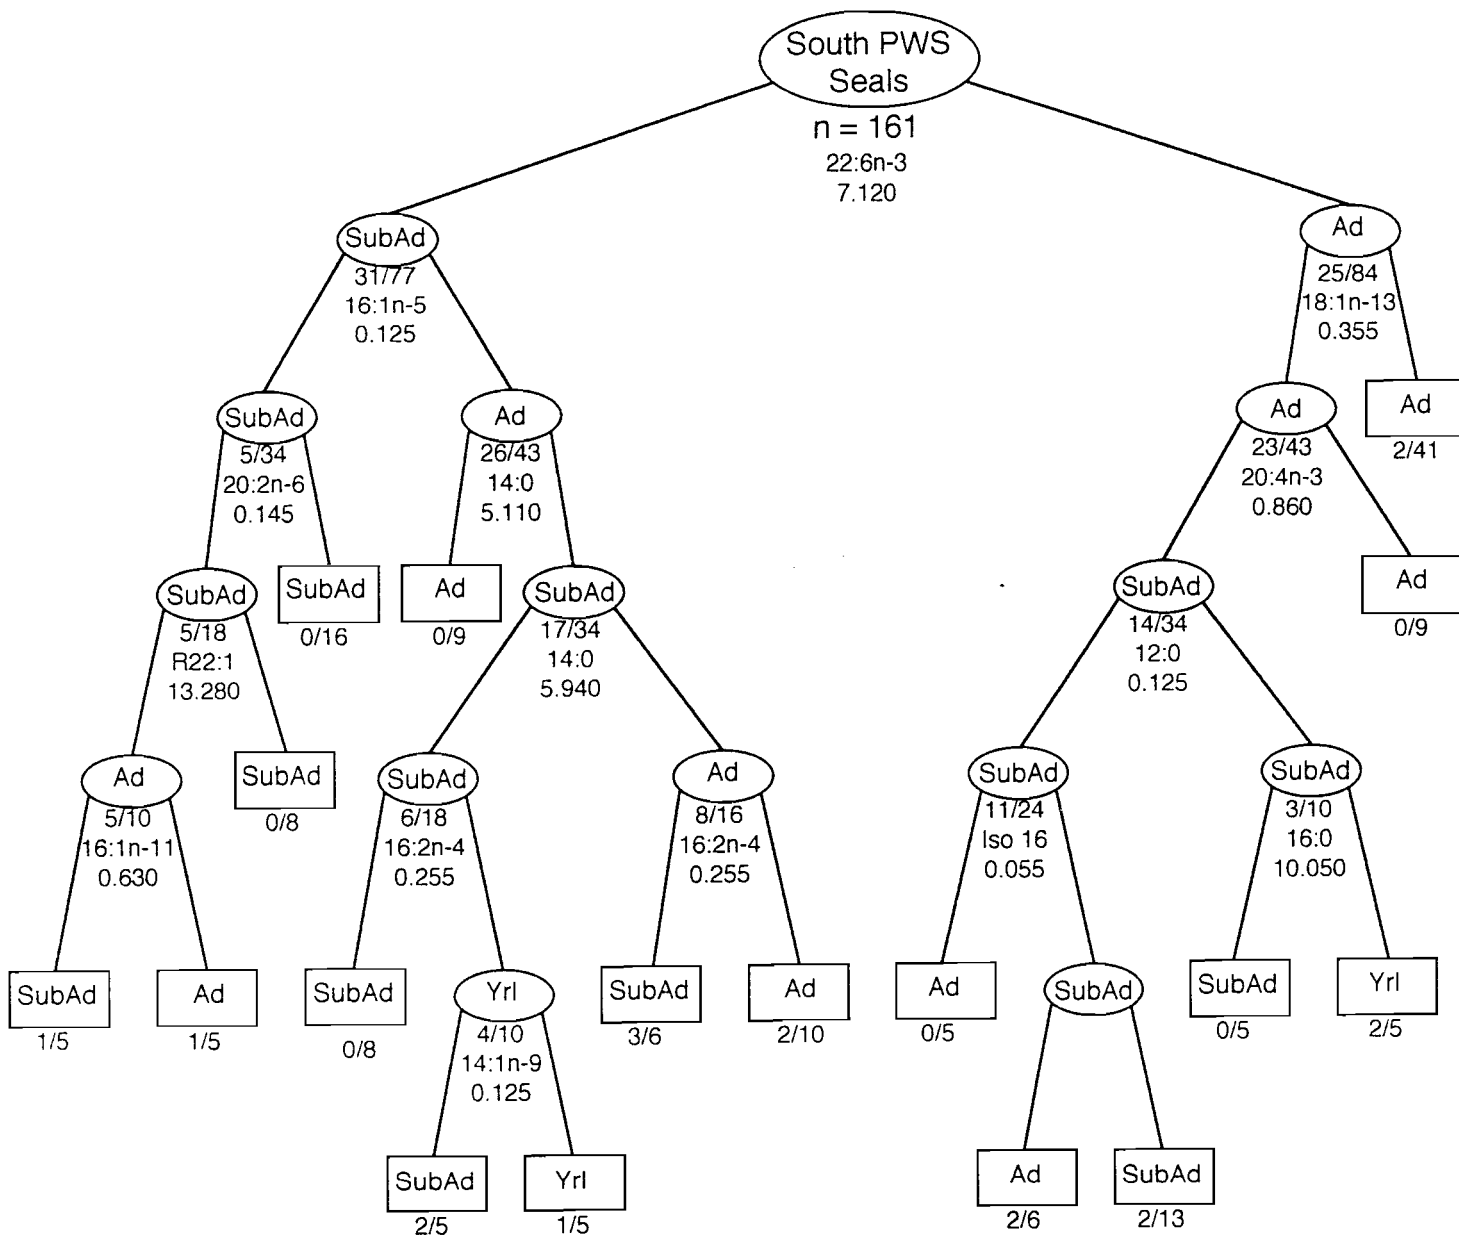 South PWS
Seals
n = 161
22:6n-3
7.120
SubAd
31/77
16:1n-5
0.125
Ad
25/84
18:1n-13
0.355
SubAd
5/34
20:2n-6
0.145
Ad
26/43
14:0
5.110
Ad
23/43
20:4n-3
0.860
Ad
2/41
SubAd
5/18
R22:1
13.280
SubAd
0/16
Ad
0/9
SubAd
17/34
14:0
5.940
SubAd
14/34
12:0
0.125
Ad
0/9
Ad
5/10
16:1n-11
0.630
SubAd
0/8
SubAd
6/18
16:2n-4
0.255
Ad
8/16
16:2n-4
0.255
SubAd
11/24
Iso 16
0.055
SubAd
3/10
16:0
10.050
SubAd
1/5
Ad
1/5
SubAd
0/8
Yrl
4/10
14:1n-9
0.125
SubAd
3/6
Ad
2/10
Ad
0/5
SubAd
SubAd
0/5
Yrl
2/5
SubAd
2/5
Yrl
1/5
Ad
2/6
SubAd
2/13